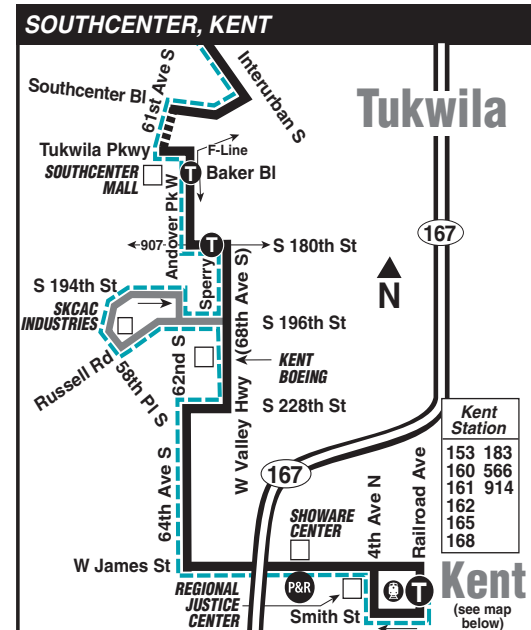 SOUTHCENTER, KENT
Southcenter Bl
61st Ave S
Interurban S
Tukwila
Tukwila Pkwy
F-Line
SOUTHCENTER
MALL
T
Baker Bl
Andover Pk W
907
T
S 180th St
167
S 194th St
Sperry
(68th Ave S)
N
SKCAC
INDUSTRIES
S 196th St
Russell Rd
58th Pl S
62nd S
KENT
BOEING
W Valley Hwy
S 228th St
Kent
Station
153 183
160 566
161 914
162
165
168
167
64th Ave S
SHOWARE
CENTER
4th Ave N
Railroad Ave
W James St
REGIONAL
JUSTICE
CENTER
P&R
Smith St
T
Kent
(see map
below)